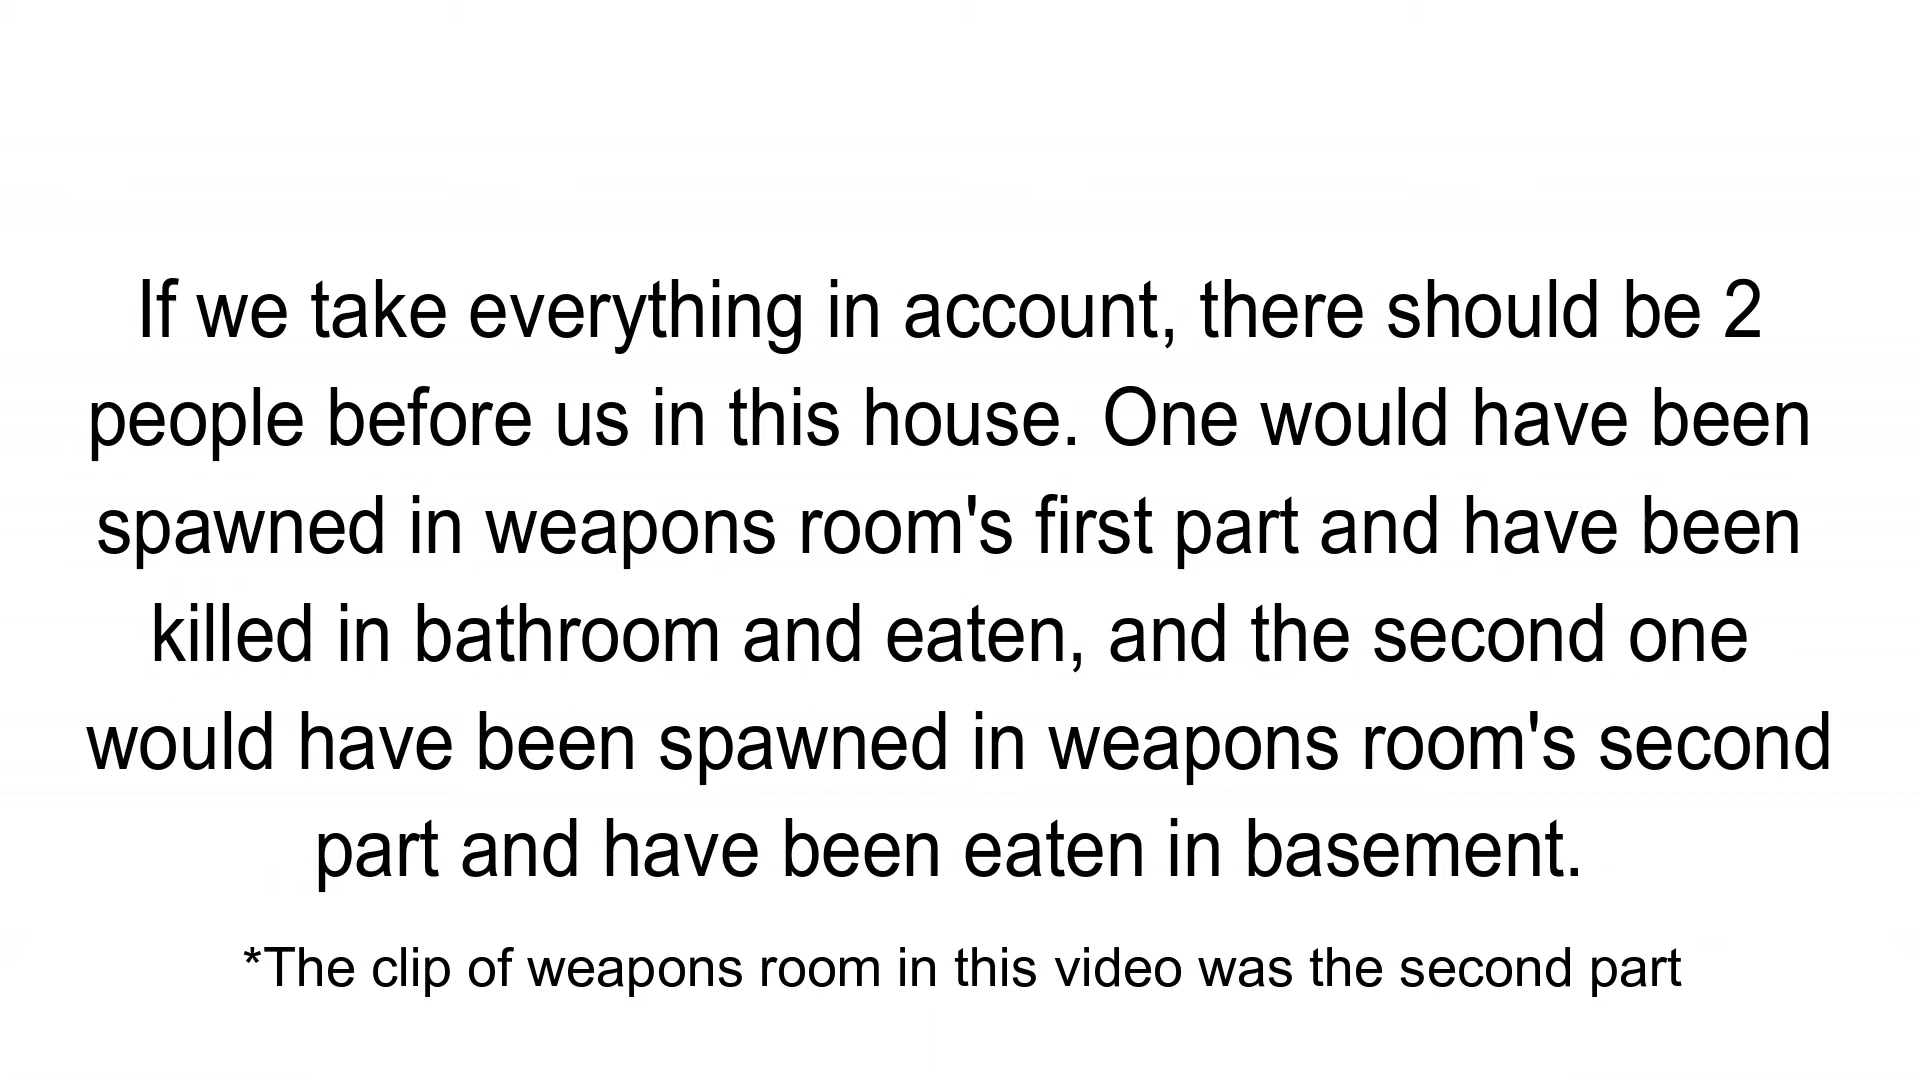 If we take everything in account, there should be 2
people before us in this house. One would have been
spawned in weapons room's first part and have been
killed in bathroom and eaten, and the second one
would have been spawned in weapons room's second
part and have been eaten in basement.
*The clip of weapons room in this video was the second part